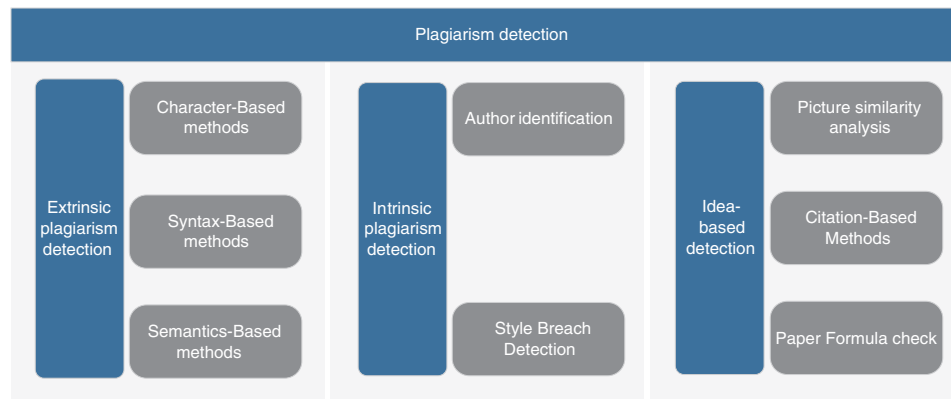 Plagiarism detection
Extrinsic
plagiarism
detection
Character-Based
methods
Syntax-Based
methods
Semantics-Based
methods
Intrinsic
plagiarism
detection
Author identification
Style Breach
Detection
Idea-
based
detection
Picture similarity
analysis
Citation-Based
Methods
Paper Formula check